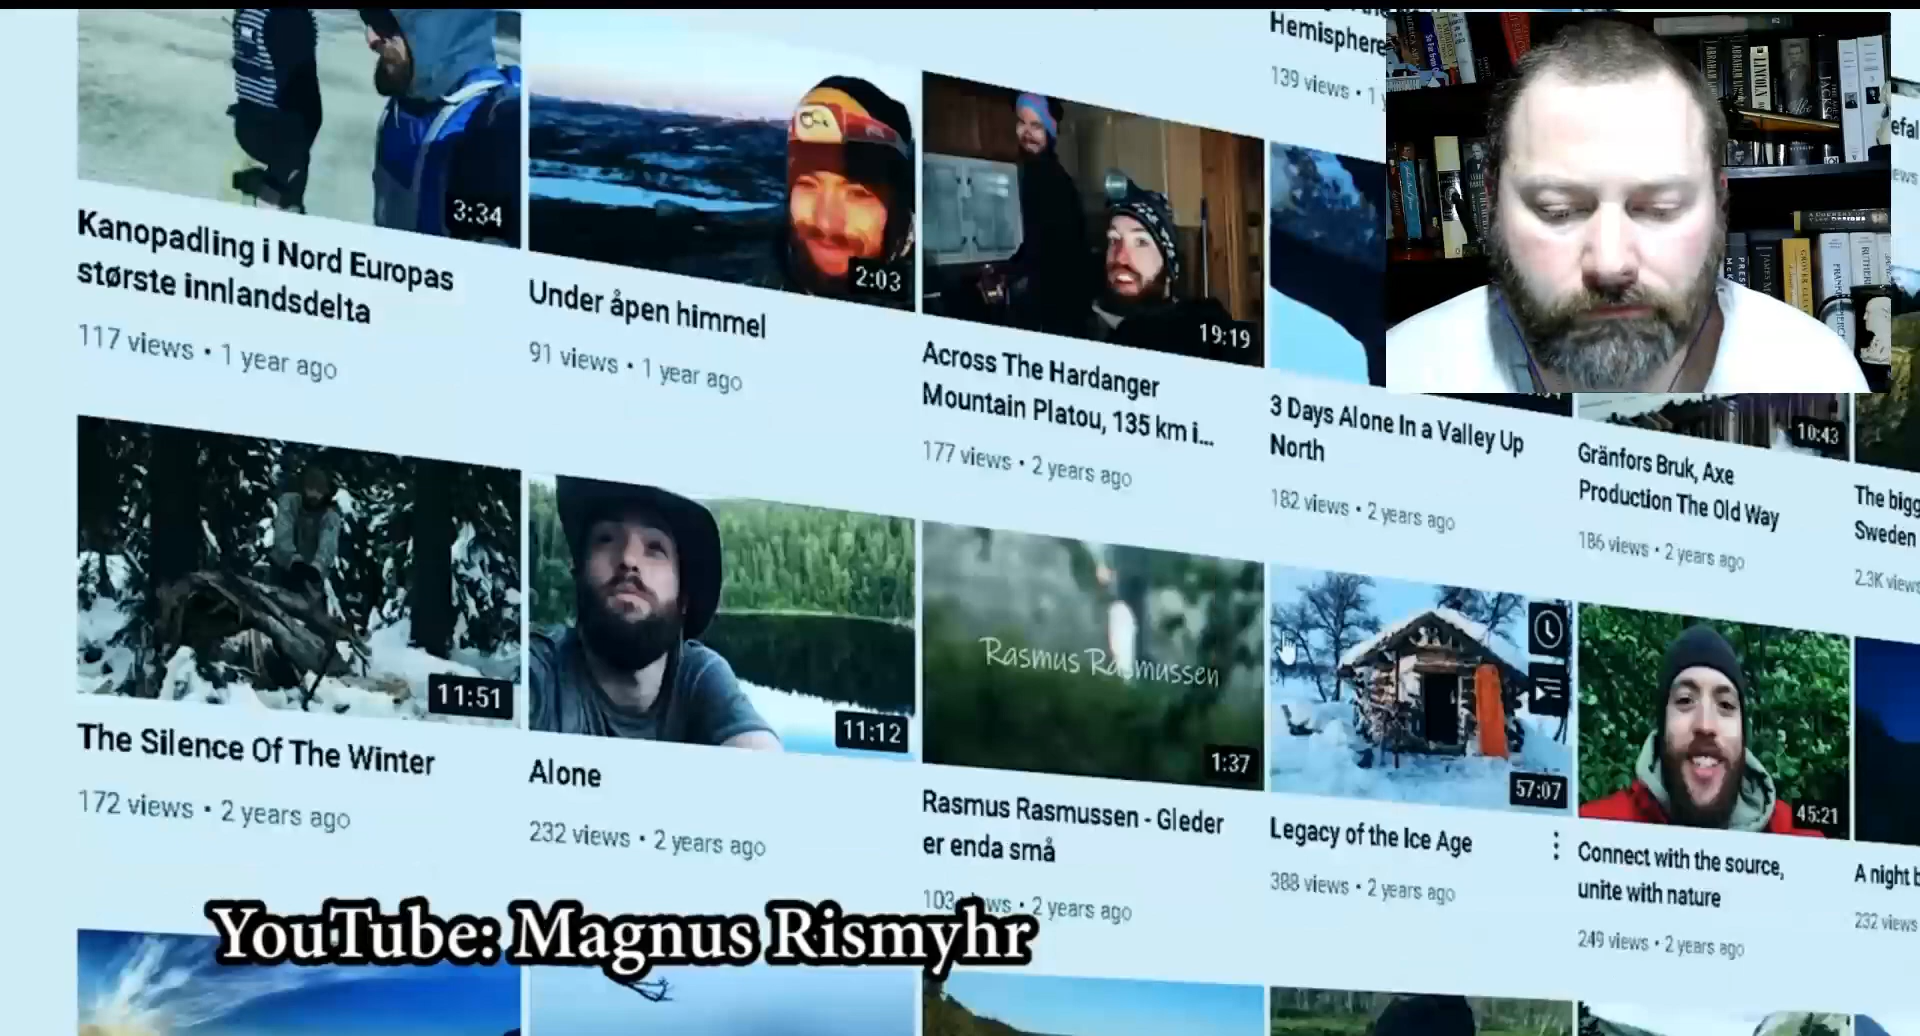 Hemisphere
139 views • 1
3:34
2:03
19:19
10:43
Kanopadling i Nord Europas
største innlandsdelta
117 views • 1 year ago
Under åpen himmel
91 views • 1 year ago
Across The Hardanger
Mountain Platou, 135 km i...
177 views • 2 years ago
3 Days Alone In a Valley Up
North
182 views • 2 years ago
Gränfors Bruk, Axe
Production The Old Way
186 views • 2 years ago
The bigg
Sweden
2.3K views
11:51
11:12
Rasmus Rasmussen
1:37
57:07
45:21
The Silence Of The Winter
172 views • 2 years ago
Alone
232 views • 2 years ago
Rasmus Rasmussen - Gleder
er enda små
103 • 2 years ago
Legacy of the Ice Age
388 views • 2 years ago
Connect with the source,
unite with nature
249 views • 2 years ago
A night b
232 views
YouTube: Magnus Rismyhr